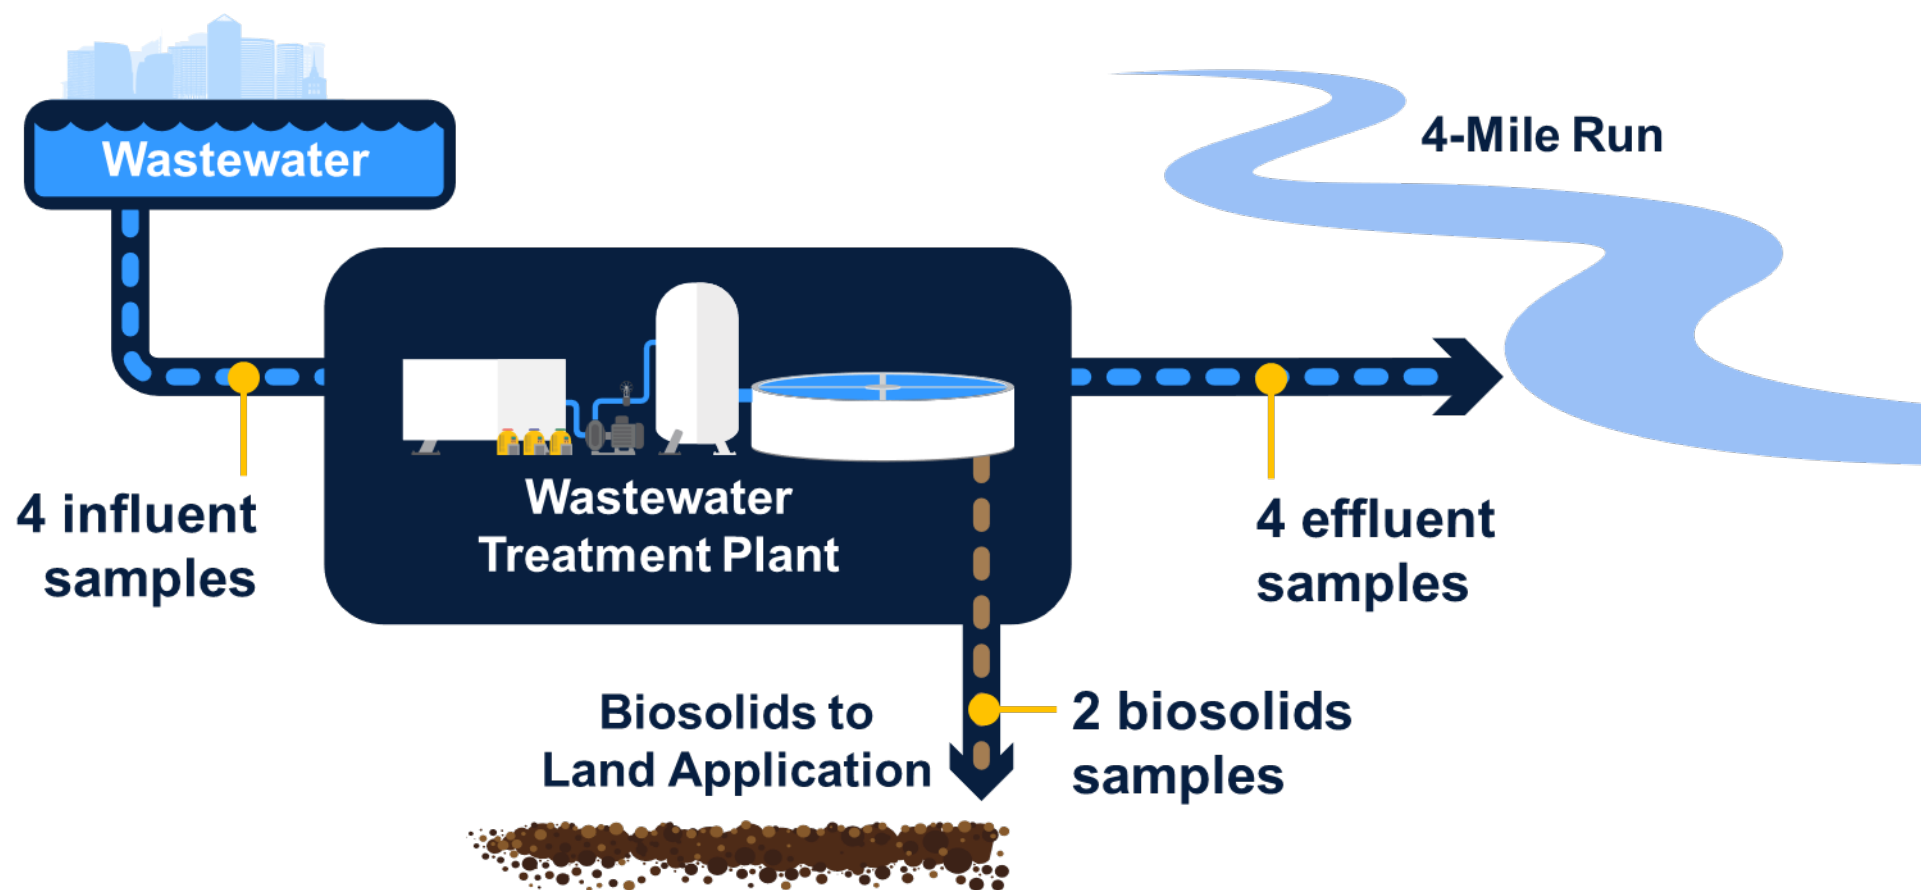 Wastewater
4-Mile Run
Wastewater
Treatment Plant
4 influent
samples
4 effluent
samples
Biosolids to
Land Application
2 biosolids
samples